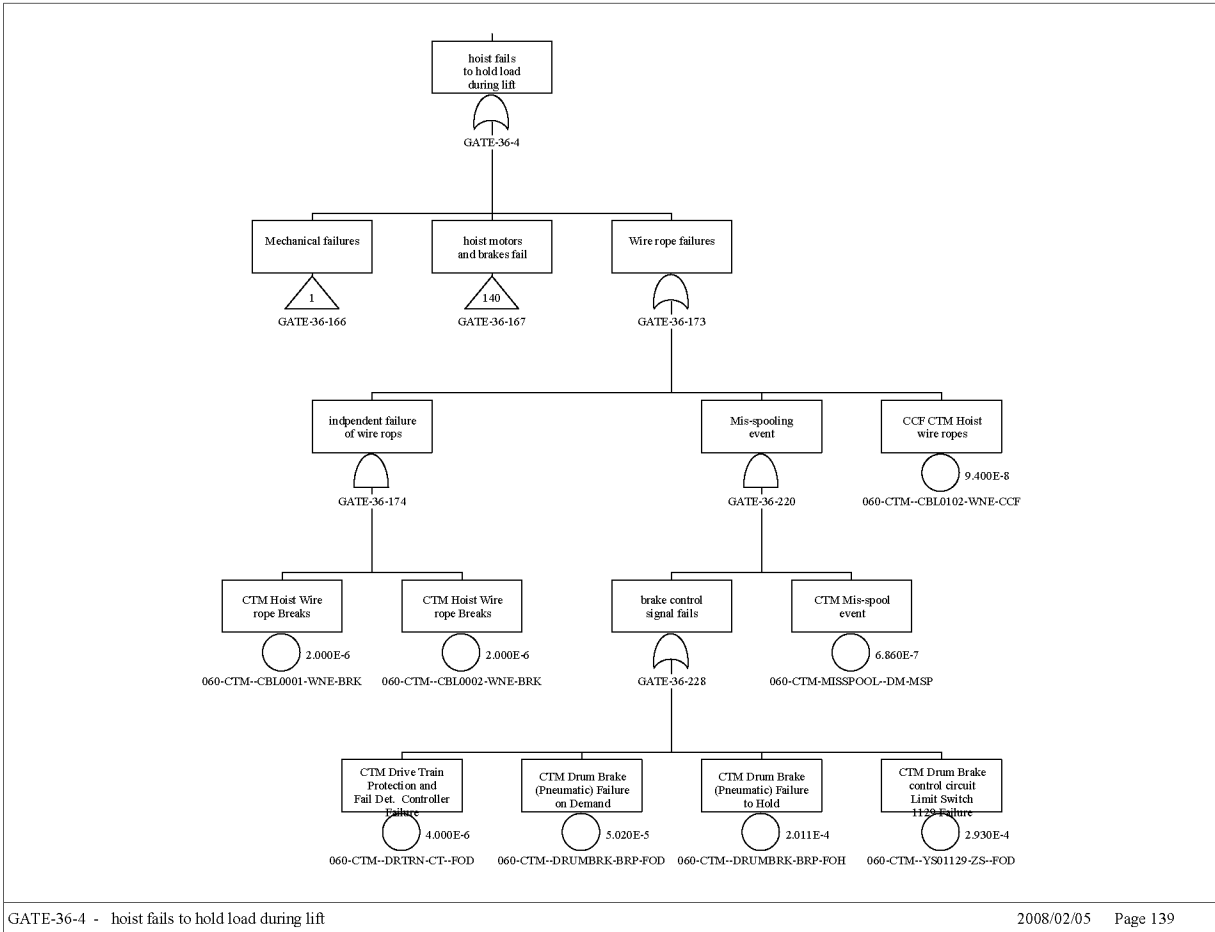 hoist fails
to hold load
during lift
GATE-36-4
Mechanical failures
1
GATE-36-166
hoist motors
and brakes fail
140
GATE-36-167
Wire rope failures
GATE-36-173
indpendent failure
of wire rops
GATE-36-174
Mis-spooling
event
GATE-36-220
CCF CTM Hoist
wire ropes
9.400E-8
060-CTM--CBL0102-WNE-CCF
CTM Hoist Wire
rope Breaks
2.000E-6
060-CTM--CBL0001-WNE-BRK
CTM Hoist Wire
rope Breaks
2.000E-6
060-CTM--CBL0002-WNE-BRK
brake control
signal fails
GATE-36-228
CTM Mis-spool
event
6.860E-7
060-CTM-MISSPOOL--DM-MSP
CTM Drive Train
Protection and
Fail Det. Controller
Failure
4.000E-6
060-CTM--DRTRN-CT--FOD
CTM Drum Brake
(Pneumatic) Failure
on Demand
5.020E-5
060-CTM--DRUMBRK-BRP-FOD
CTM Drum Brake
(Pneumatic) Failure
to Hold
2.011E-4
060-CTM--DRUMBRK-BRP-FOH
CTM Drum Brake
control circuit
Limit Switch
1129 Failure
2.930E-4
060-CTM--YS01129-ZS--FOD
GATE-36-4 - hoist fails to hold load during lift
2008/02/05 Page 139